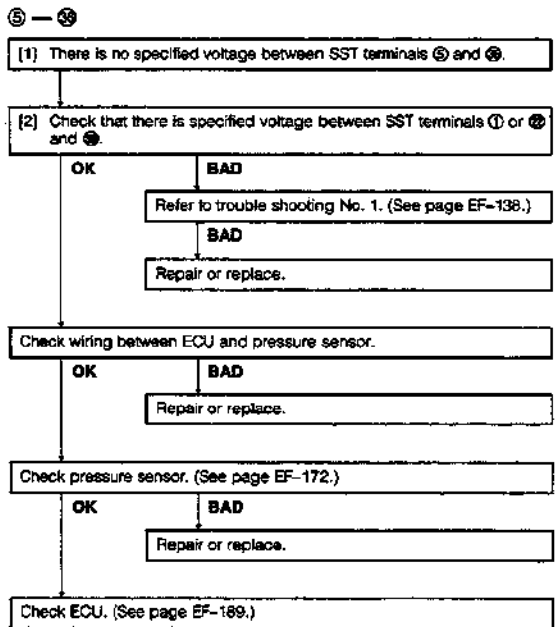 ⑤ —
[1] There is no specified voltage between SST terminals ⑤ and
[2] Check that there is specified voltage between SST terminals ① or ㉒
and
OK BAD
Refer to trouble shooting No. 1. (See page EF-138.)
BAD
Repair or replace.
Check wiring between ECU and pressure sensor.
OK BAD
Repair or replace.
Check pressure sensor. (See page EF-172.)
OK BAD
Repair or replace.
Check ECU. (See page EF-189.)